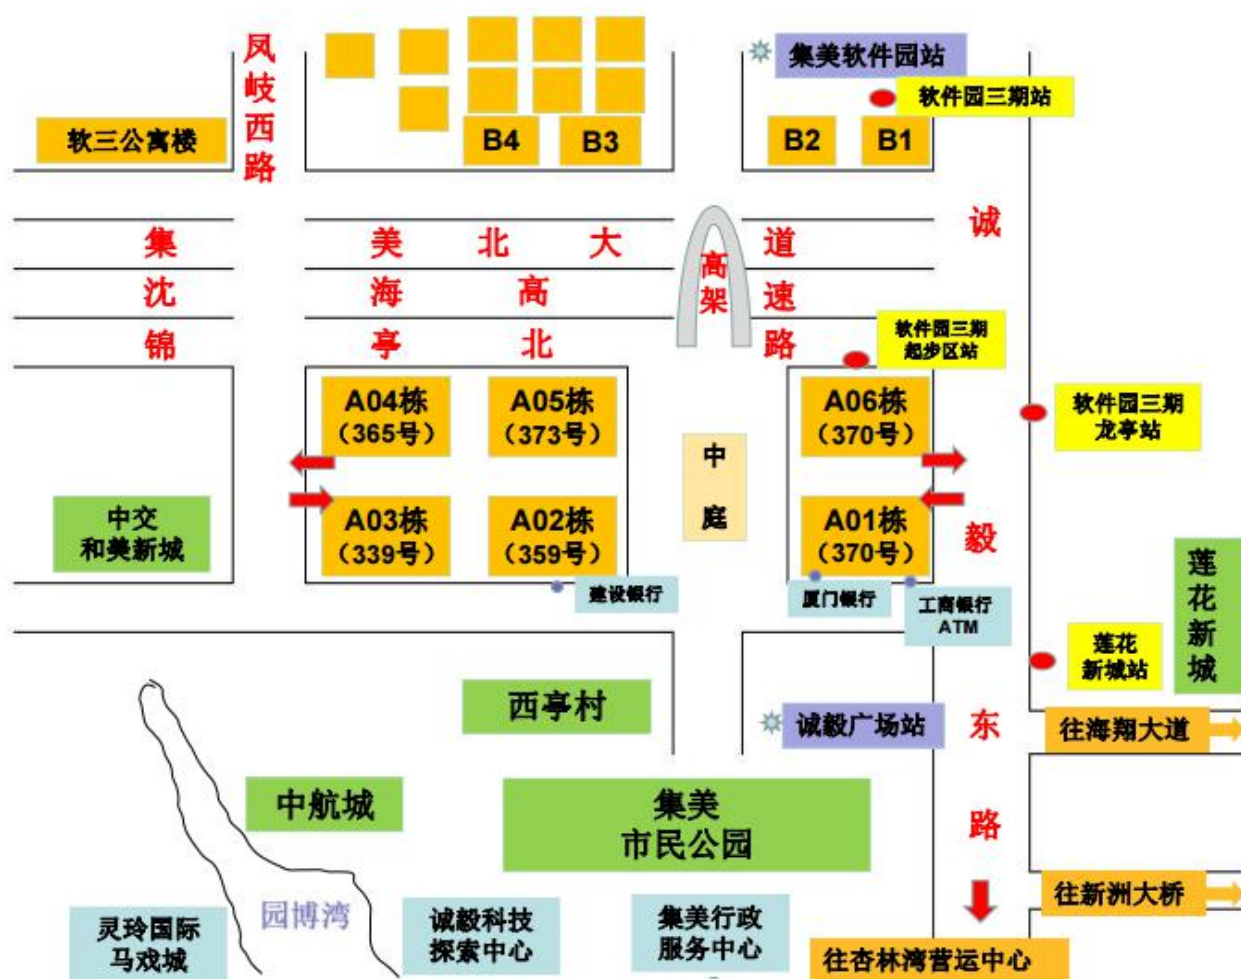 凤岐西路
集美软件园站
软件园三期站
软三公寓楼
B4
B3
B2
B1
诚毅东路
集美北大道
沈海高速
锦亭北路
高架
软件园三期
起步区站
A04栋
（365号）
A05栋
（373号）
A06栋
（370号）
软件园三期
龙亭站
中庭
中交
和美新城
A03栋
（339号）
A02栋
（359号）
A01栋
（370号）
建设银行
厦门银行
工商银行
ATM
莲花新城
莲花
新城站
西亭村
诚毅广场站
往海翔大道
中航城
集美
市民公园
园博湾
往新洲大桥
灵玲国际
马戏城
诚毅科技
探索中心
集美行政
服务中心
往杏林湾营运中心